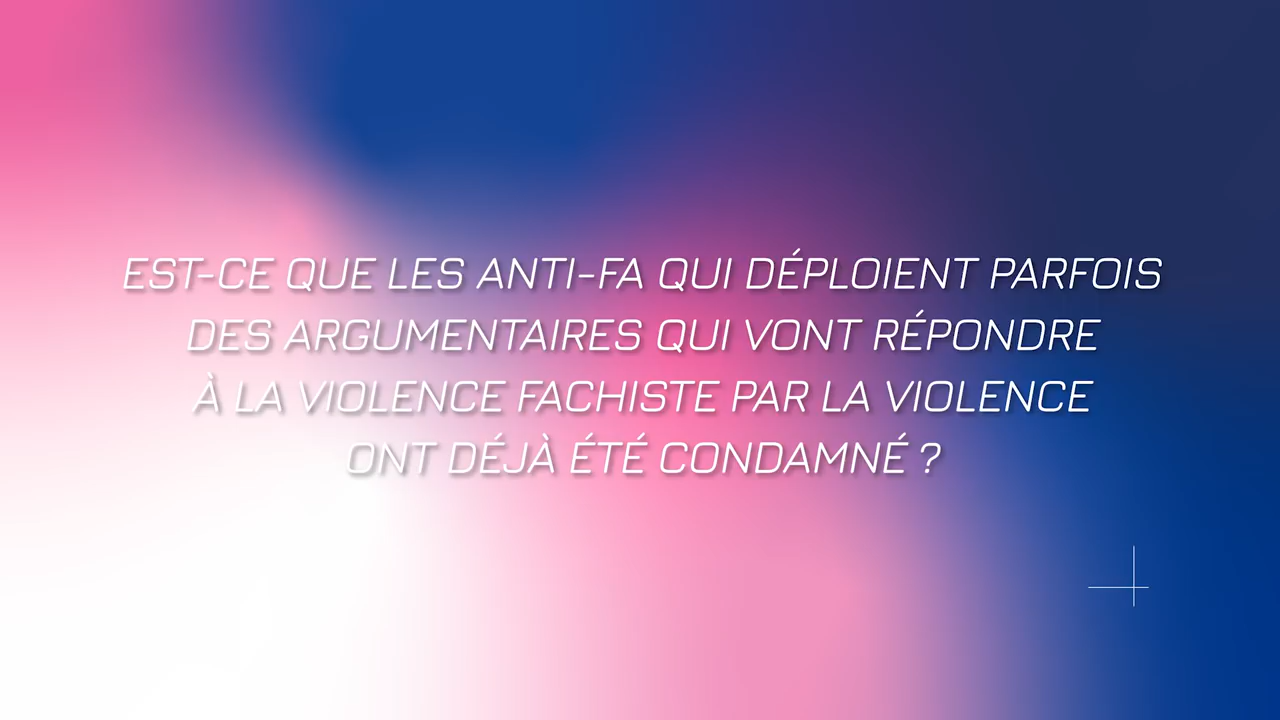 EST-CE QUE LES ANTI-FA QUI DÉPLOIENT PARFOIS
DES ARGUMENTAIRES QUI VONT RÉPONDRE
À LA VIOLENCE FACHISTE PAR LA VIOLENCE
ONT DÉJÀ ÉTÉ CONDAMNÉ ?